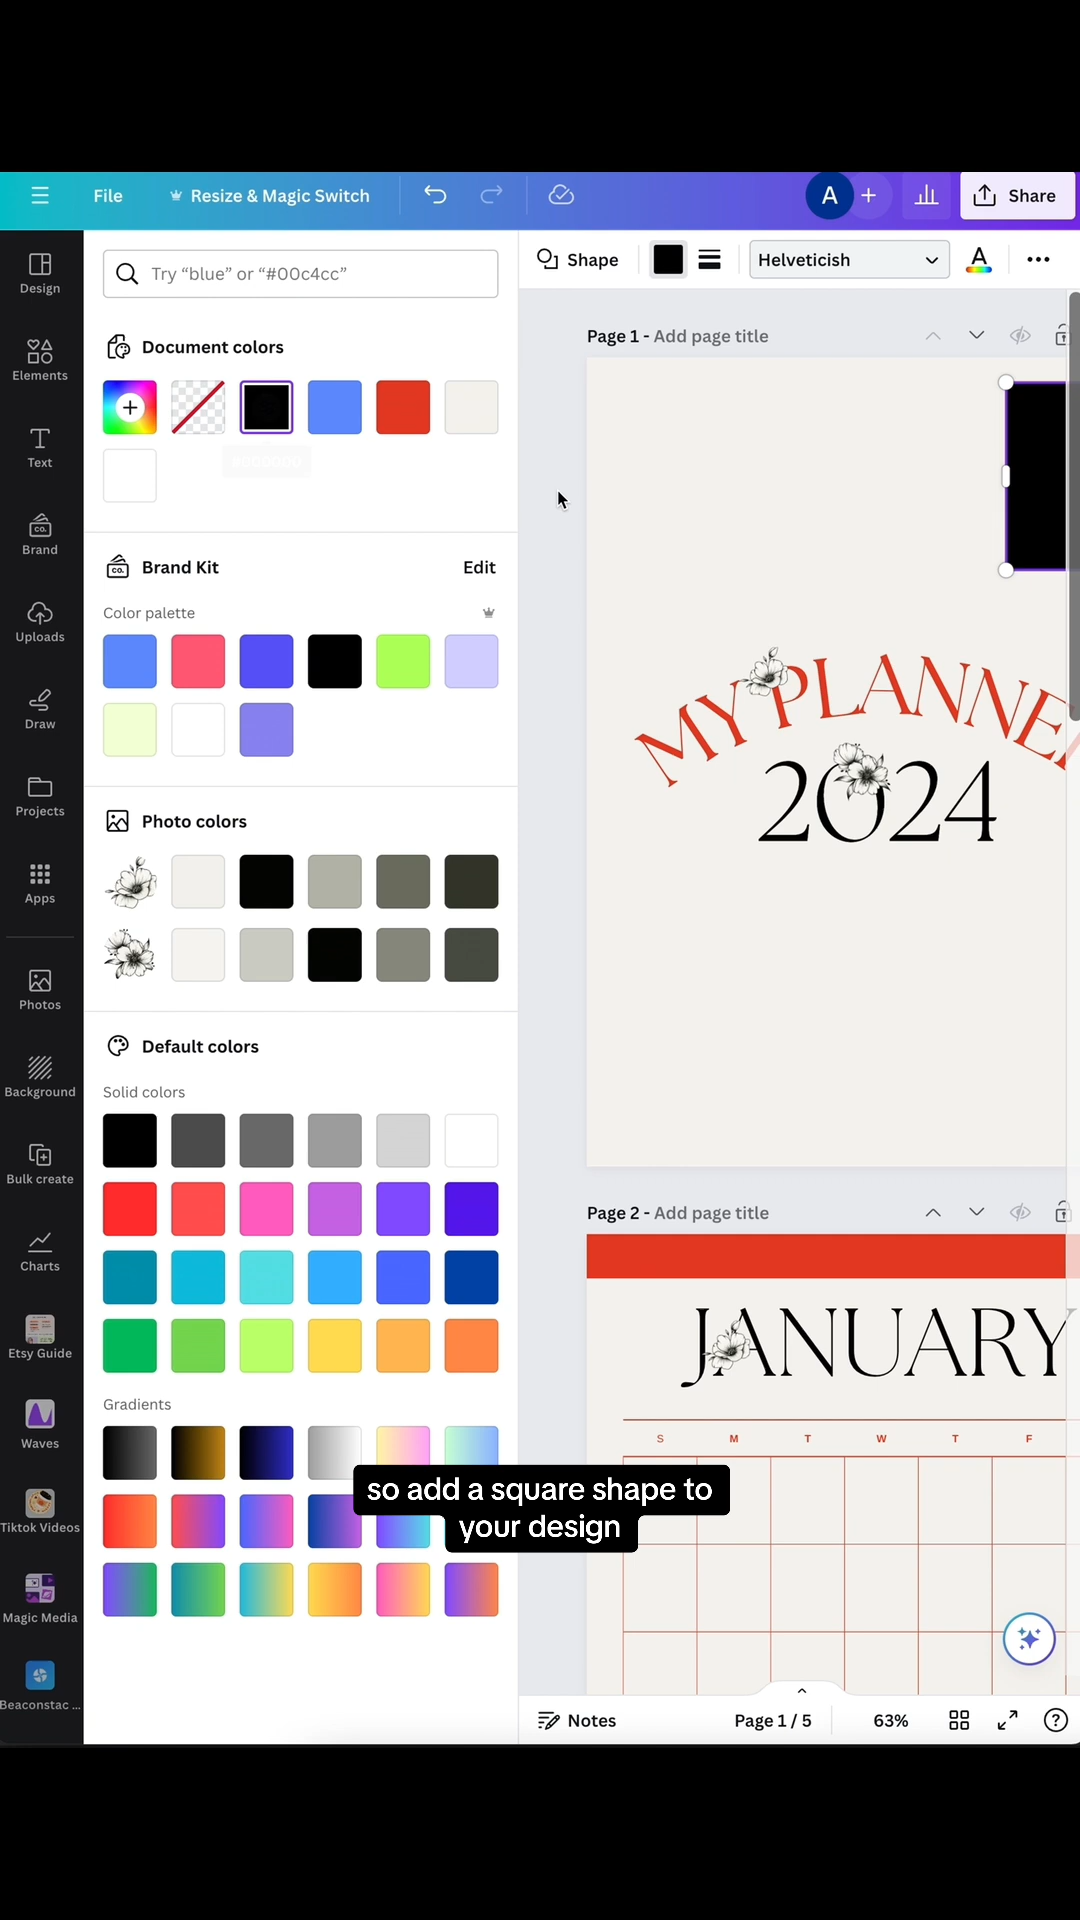 File
Resize & Magic Switch
A
Share
Design
Elements
Text
Brand
Uploads
Draw
Projects
Apps
Photos
Background
Bulk create
Charts
Etsy Guide
Waves
Tiktok Videos
Magic Media
Beaconstac ...
Try “blue” or “#00c4cc”
Document colors
Brand Kit
Edit
Color palette
Photo colors
Default colors
Solid colors
Gradients
Shape
Helveticish
A
Page 1 - Add page title
MY PLANNE
2024
Page 2 - Add page title
JANUARY
S M T W T F
so add a square shape to
your design
Notes
Page 1 / 5
63%